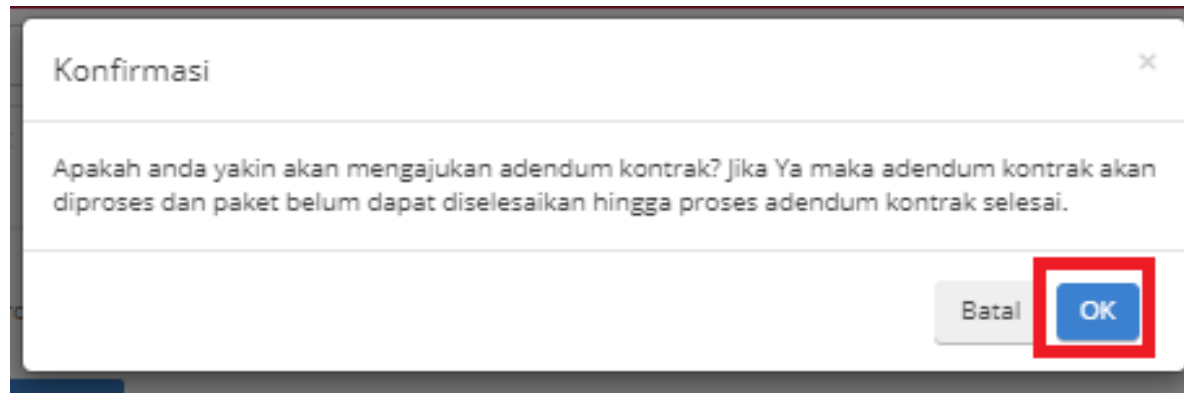 Konfirmasi
×
Apakah anda yakin akan mengajukan adendum kontrak? Jika Ya maka adendum kontrak akan
diproses dan paket belum dapat diselesaikan hingga proses adendum kontrak selesai.
Batal OK